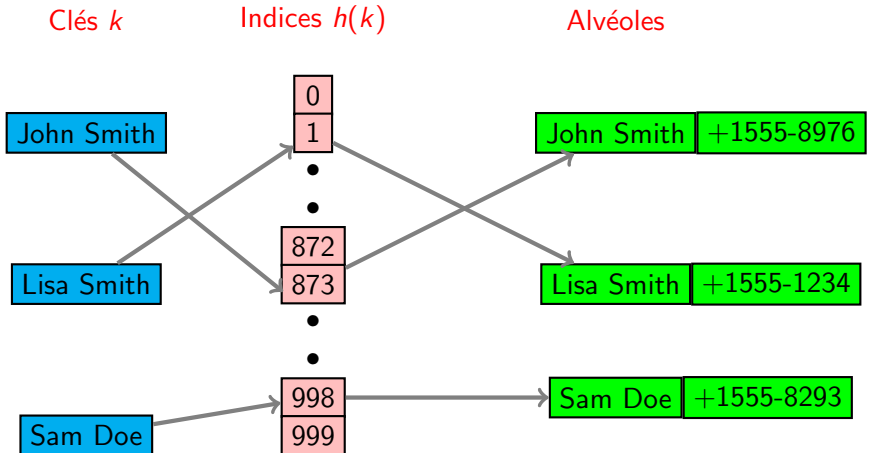 Clés k Indices h(k) Alvéoles
0
John Smith 1 John Smith +1555-8976
872
Lisa Smith 873 Lisa Smith +1555-1234
998 Sam Doe +1555-8293
Sam Doe 999